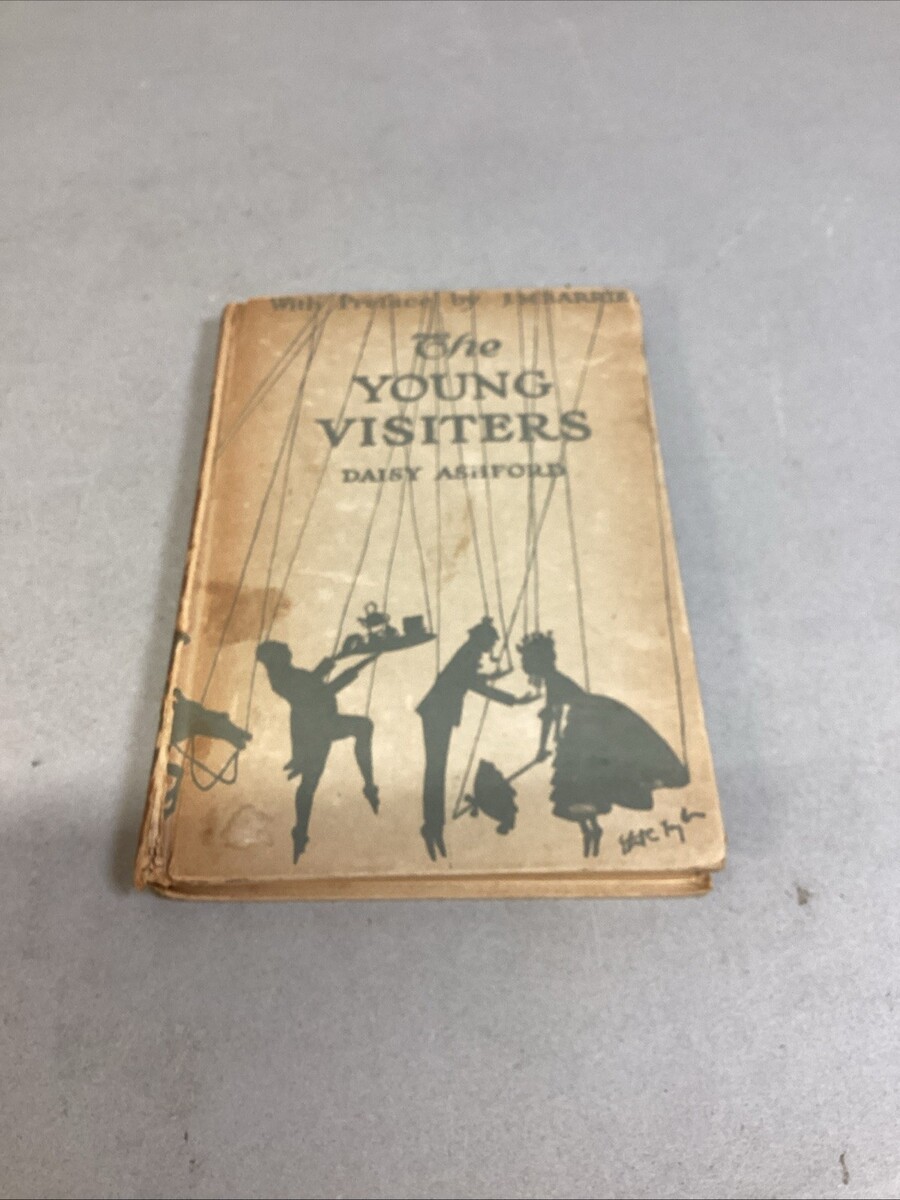 With Preface by J.M.BARRIE
The
YOUNG
VISITERS
DAISY ASHFORD